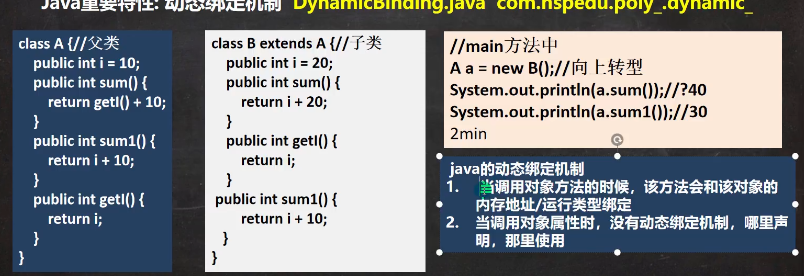 Java重要特性: 动态绑定机制 DynamicBinding.java com.hspedu.poly_.dynamic_
class A {//父类
public int i = 10;
public int sum() {
return getI() + 10;
}
public int sum1() {
return i + 10;
}
public int getI() {
return i;
}
}
class B extends A {//子类
public int i = 20;
public int sum() {
return i + 20;
}
public int getI() {
return i;
}
public int sum1() {
return i + 10;
}
}
//main方法中
A a = new B();//向上转型
System.out.println(a.sum());//?40
System.out.println(a.sum1());//30
2min
java的动态绑定机制
1. 当调用对象方法的时候，该方法会和该对象的
内存地址/运行类型绑定
2. 当调用对象属性时，没有动态绑定机制，哪里声
明，那里使用